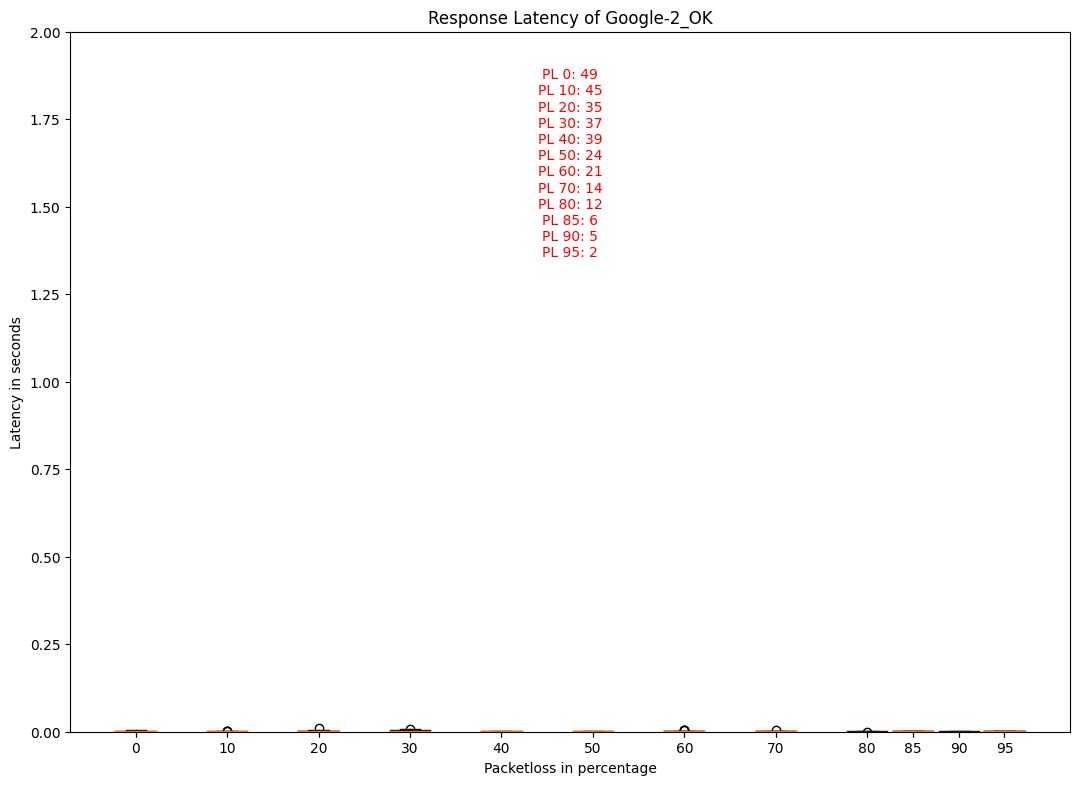 Response Latency of Google-2_OK
2.00
1.75
1.50
1.25
1.00
0.75
0.50
0.25
0.00
Latency in seconds
PL 0: 49
PL 10: 45
PL 20: 35
PL 30: 37
PL 40: 39
PL 50: 24
PL 60: 21
PL 70: 14
PL 80: 12
PL 85: 6
PL 90: 5
PL 95: 2
0 10 20 30 40 50 60 70 80 85 90 95
Packetloss in percentage